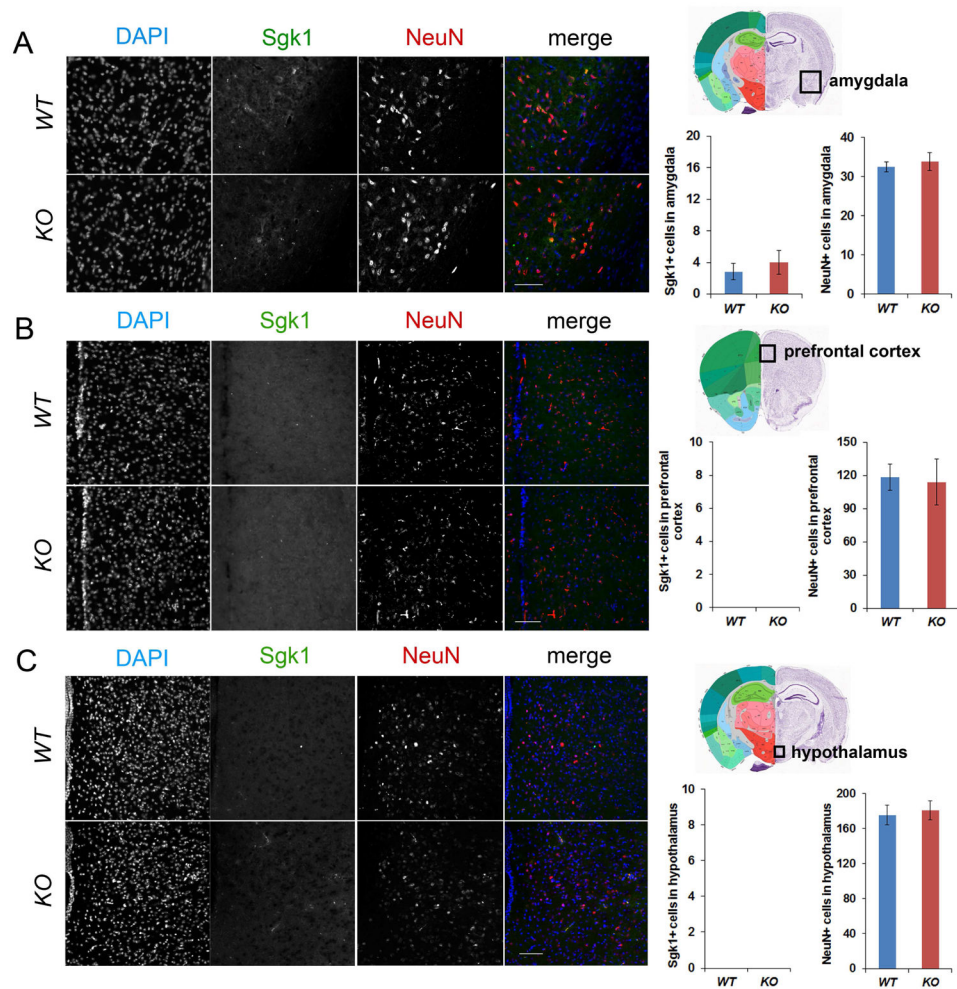 A
DAPI Sgk1 NeuN merge
WT
KO
amygdala
Sgk1+ cells in amygdala
20
16
12
8
4
0
WT KO
NeuN+ cells in amygdala
40
30
20
10
0
WT KO
B
DAPI Sgk1 NeuN merge
WT
KO
prefrontal cortex
Sgk1+ cells in prefrontal
cortex
10
8
6
4
2
0
WT KO
NeuN+ cells in prefrontal
cortex
150
120
90
60
30
0
WT KO
C
DAPI Sgk1 NeuN merge
WT
KO
hypothalamus
Sgk1+ cells in hypothalamus
10
8
6
4
2
0
WT KO
NeuN+ cells in hypothalamus
200
160
120
80
40
0
WT KO